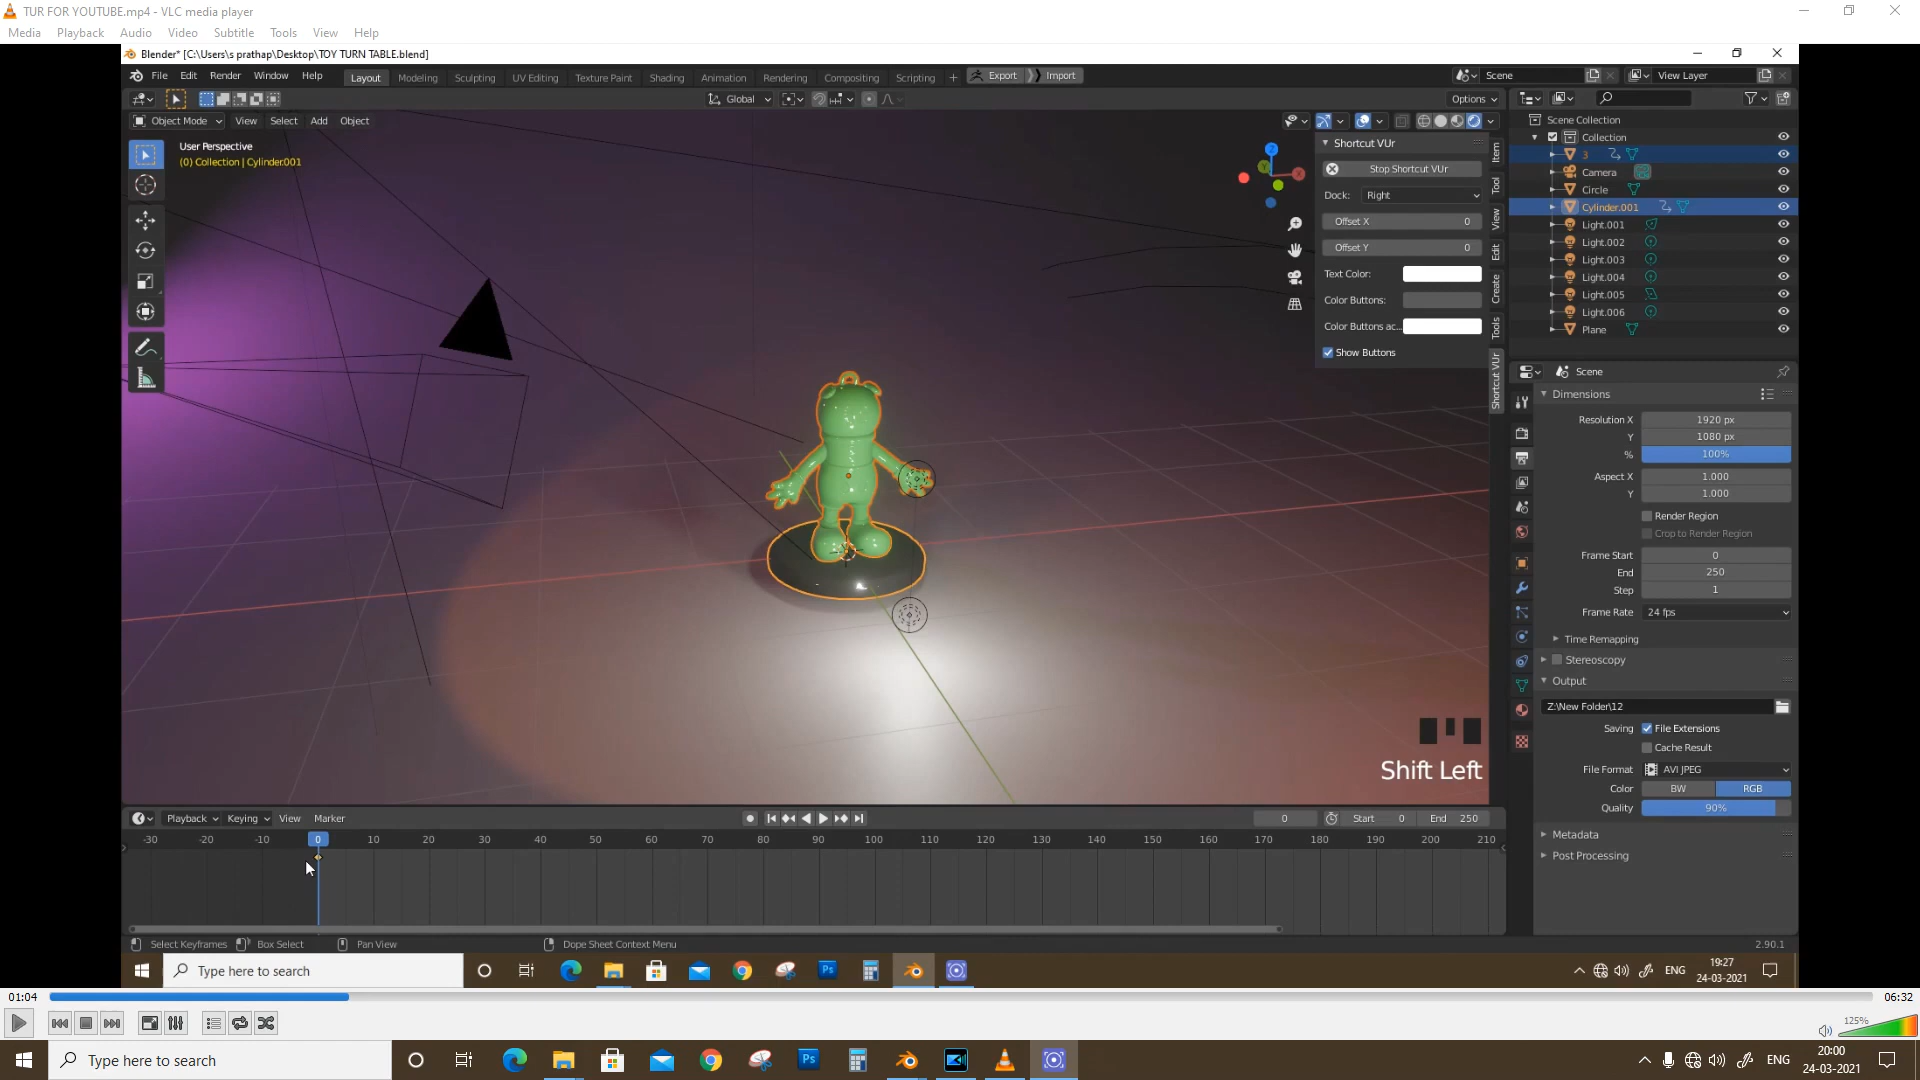 TUR FOR YOUTUBE.mp4 - VLC media player
Media Playback Audio Video Subtitle Tools View Help
Blender* [C:\Users\s prathap\Desktop\TOY TURN TABLE.blend]
File Edit Render Window Help Layout Modeling Sculpting UV Editing Texture Paint Shading Animation Rendering Compositing Scripting + Export Import Scene View Layer
Global Options
Object Mode View Select Add Object
User Perspective
(0) Collection | Cylinder.001
Shortcut VUr
Stop Shortcut VUr
Dock: Right
Offset X 0
Offset Y 0
Text Color:
Color Buttons:
Color Buttons ac...
Show Buttons
Item
Tool
View
Edit
Create
Tools
Shortcut VUr
Z
Y
X
Scene Collection
Collection
3
Camera
Circle
Cylinder.001
Light.001
Light.002
Light.003
Light.004
Light.005
Light.006
Plane
Scene
Dimensions
Resolution X 1920 px
Y 1080 px
% 100%
Aspect X 1.000
Y 1.000
Render Region
Crop to Render Region
Frame Start 0
End 250
Step 1
Frame Rate 24 fps
Time Remapping
Stereoscopy
Output
Z:\New Folder\12
Saving File Extensions
Cache Result
File Format AVI JPEG
Color BW RGB
Quality 90%
Metadata
Post Processing
Shift Left
Playback Keying View Marker 0 Start 0 End 250
-30 -20 -10 0 10 20 30 40 50 60 70 80 90 100 110 120 130 140 150 160 170 180 190 200 210
Select Keyframes Box Select Pan View Dope Sheet Context Menu 2.90.1
Type here to search Ps ENG 19:27
24-03-2021
01:04 06:32
125%
Type here to search Ps ENG 20:00
24-03-2021